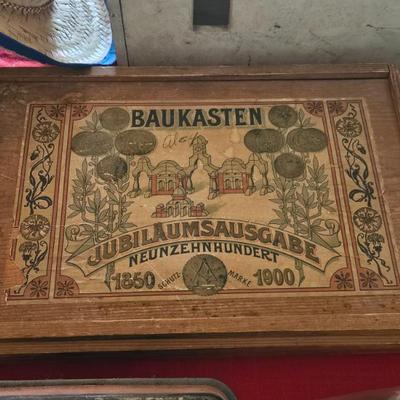 BAUKASTEN
JUBILÄUMSAUSGABE
NEUNZEHNHUNDERT
1850 SCHUTZ MARKE 1900